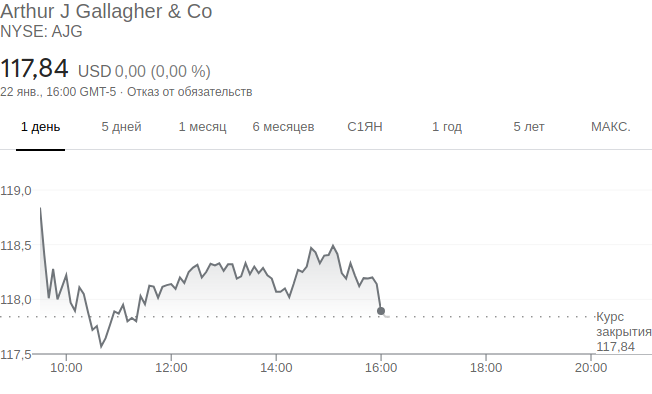 Arthur J Gallagher & Co
NYSE: AJG
117,84 USD 0,00 (0,00 %)
22 янв., 16:00 GMT-5 · Отказ от обязательств
1 день 5 дней 1 месяц 6 месяцев С1ЯН 1 год 5 лет МАКС.
119,0
118,5
118,0
117,5
Курс
закрытия
117,84
10:00 12:00 14:00 16:00 18:00 20:00